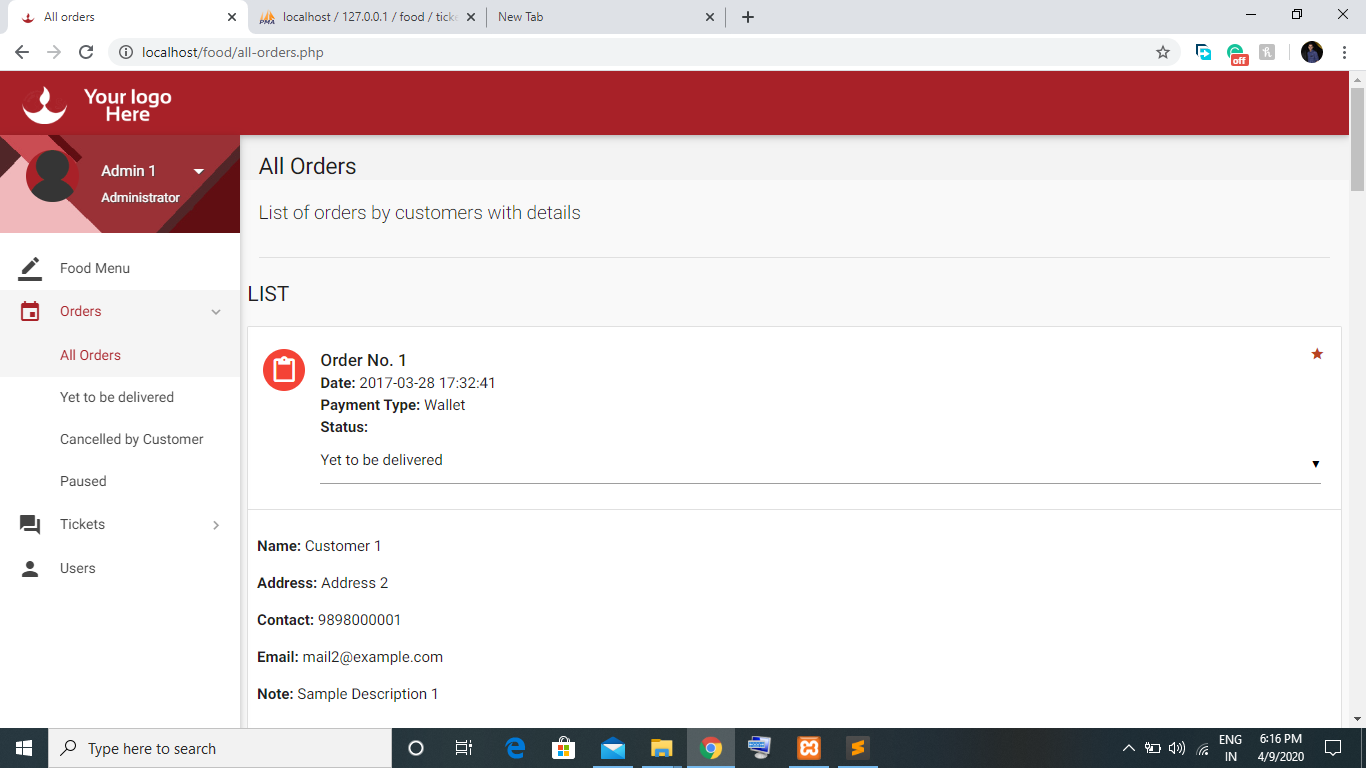 All orders
localhost / 127.0.0.1 / food / ticke
New Tab
localhost/food/all-orders.php
off
Your logo
Here
Admin 1
Administrator
Food Menu
Orders
All Orders
Yet to be delivered
Cancelled by Customer
Paused
Tickets
Users
All Orders
List of orders by customers with details
LIST
Order No. 1
Date: 2017-03-28 17:32:41
Payment Type: Wallet
Status:
Yet to be delivered
Name: Customer 1
Address: Address 2
Contact: 9898000001
Email: mail2@example.com
Note: Sample Description 1
Type here to search
ENG
IN
6:16 PM
4/9/2020